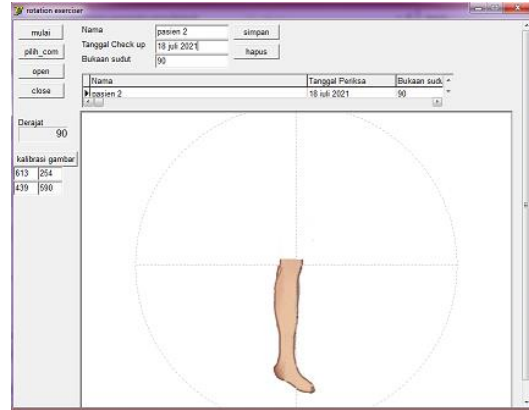 rotation exerciser
mulai
pilih_com
open
close
Nama
pasien 2
simpan
Tanggal Check up
18 juli 2021
hapus
Bukaan sudut
90
Nama Tanggal Periksa Bukaan sudu
pasien 2 18 juli 2021 90
Derajat
90
kalibrasi gambar
613 254
439 590